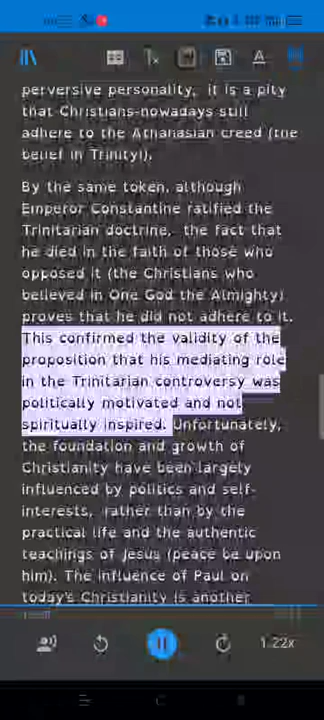 perversive personality, it is a pity
that Christians-nowadays still
adhere to the Athanasian creed (the
belief in Trinity!).
By the same token, although
Emperor Constantine ratified the
Trinitarian doctrine, the fact that
he died in the faith of those who
opposed it (the Christians who
believed in One God the Almighty)
proves that he did not adhere to it.
This confirmed the validity of the
proposition that his mediating role
in the Trinitarian controversy was
politically motivated and not
spiritually inspired. Unfortunately,
the foundation and growth of
Christianity have been largely
influenced by politics and self-
interests, rather than by the
practical life and the authentic
teachings of Jesus (peace be upon
him). The influence of Paul on
today's Christianity is another
1.22x